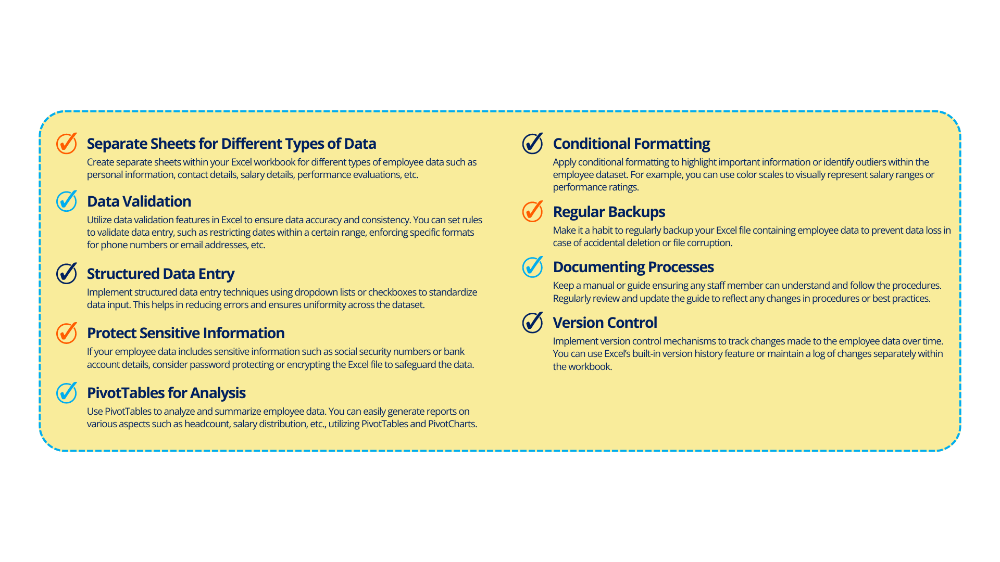 Separate Sheets for Different Types of Data
Create separate sheets within your Excel workbook for different types of employee data such as
personal information, contact details, salary details, performance evaluations, etc.
Data Validation
Utilize data validation features in Excel to ensure data accuracy and consistency. You can set rules
to validate data entry, such as restricting dates within a certain range, enforcing specific formats
for phone numbers or email addresses, etc.
Structured Data Entry
Implement structured data entry techniques using dropdown lists or checkboxes to standardize
data input. This helps in reducing errors and ensures uniformity across the dataset.
Protect Sensitive Information
If your employee data includes sensitive information such as social security numbers or bank
account details, consider password protecting or encrypting the Excel file to safeguard the data.
PivotTables for Analysis
Use PivotTables to analyze and summarize employee data. You can easily generate reports on
various aspects such as headcount, salary distribution, etc., utilizing PivotTables and PivotCharts.
Conditional Formatting
Apply conditional formatting to highlight important information or identify outliers within the
employee dataset. For example, you can use color scales to visually represent salary ranges or
performance ratings.
Regular Backups
Make it a habit to regularly backup your Excel file containing employee data to prevent data loss in
case of accidental deletion or file corruption.
Documenting Processes
Keep a manual or guide ensuring any staff member can understand and follow the procedures.
Regularly review and update the guide to reflect any changes in procedures or best practices.
Version Control
Implement version control mechanisms to track changes made to the employee data over time.
You can use Excel’s built-in version history feature or maintain a log of changes separately within
the workbook.